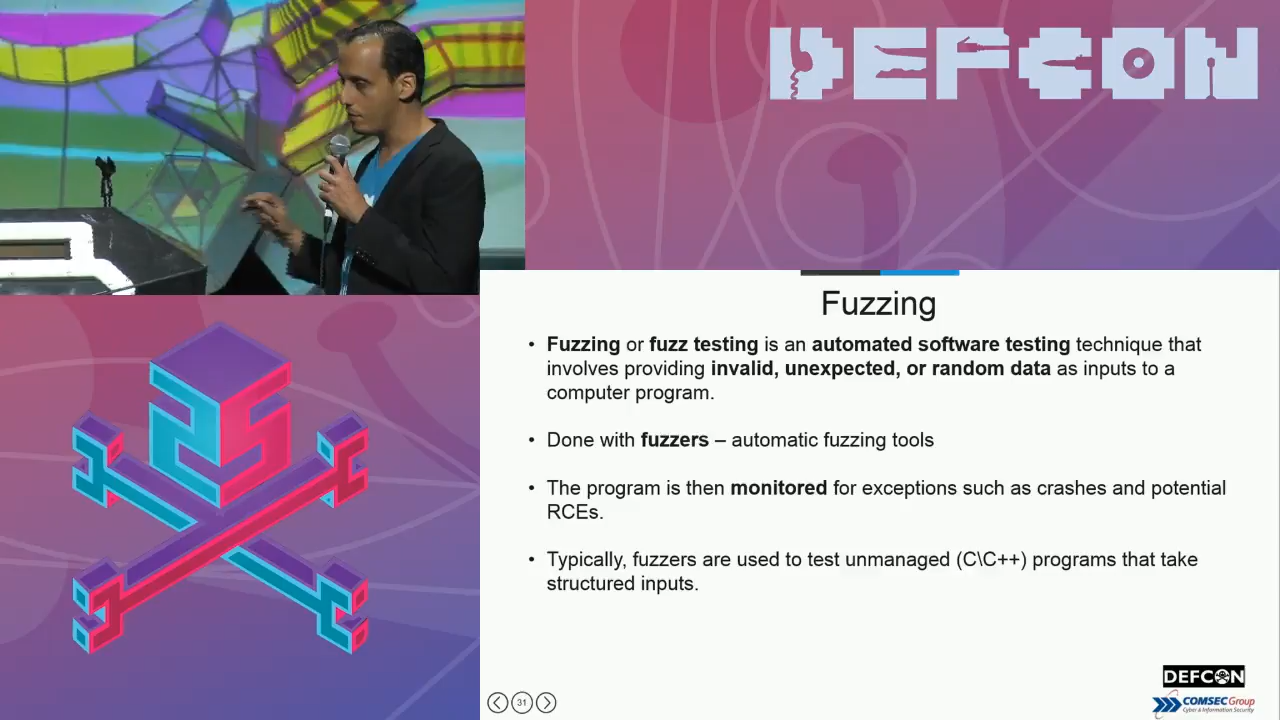 DEFCON
Fuzzing
• Fuzzing or fuzz testing is an automated software testing technique that
involves providing invalid, unexpected, or random data as inputs to a
computer program.
• Done with fuzzers – automatic fuzzing tools
• The program is then monitored for exceptions such as crashes and potential
RCEs.
• Typically, fuzzers are used to test unmanaged (C\C++) programs that take
structured inputs.
31
DEFCON
COMSEC Group
Cyber & Information Security